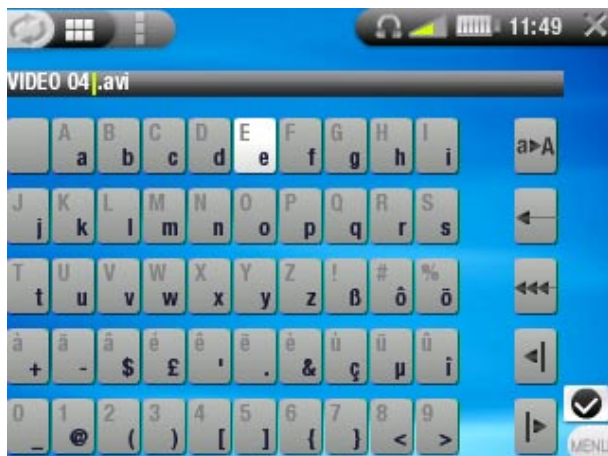 11:49
VIDEO 04.avi
A a B b C c D d E e F f G g H h I i a▸A
J j K k L l M m N n O o P p Q q R r S s
T t U u V v W w X x Y y Z z ! ß # ô % õ
à + ã - â $ é £ ê ' ë . è & ù ç ü µ û î
0 _ 1 @ 2 ( 3 ) 4 [ 5 ] 6 { 7 } 8 < 9 >
MENU